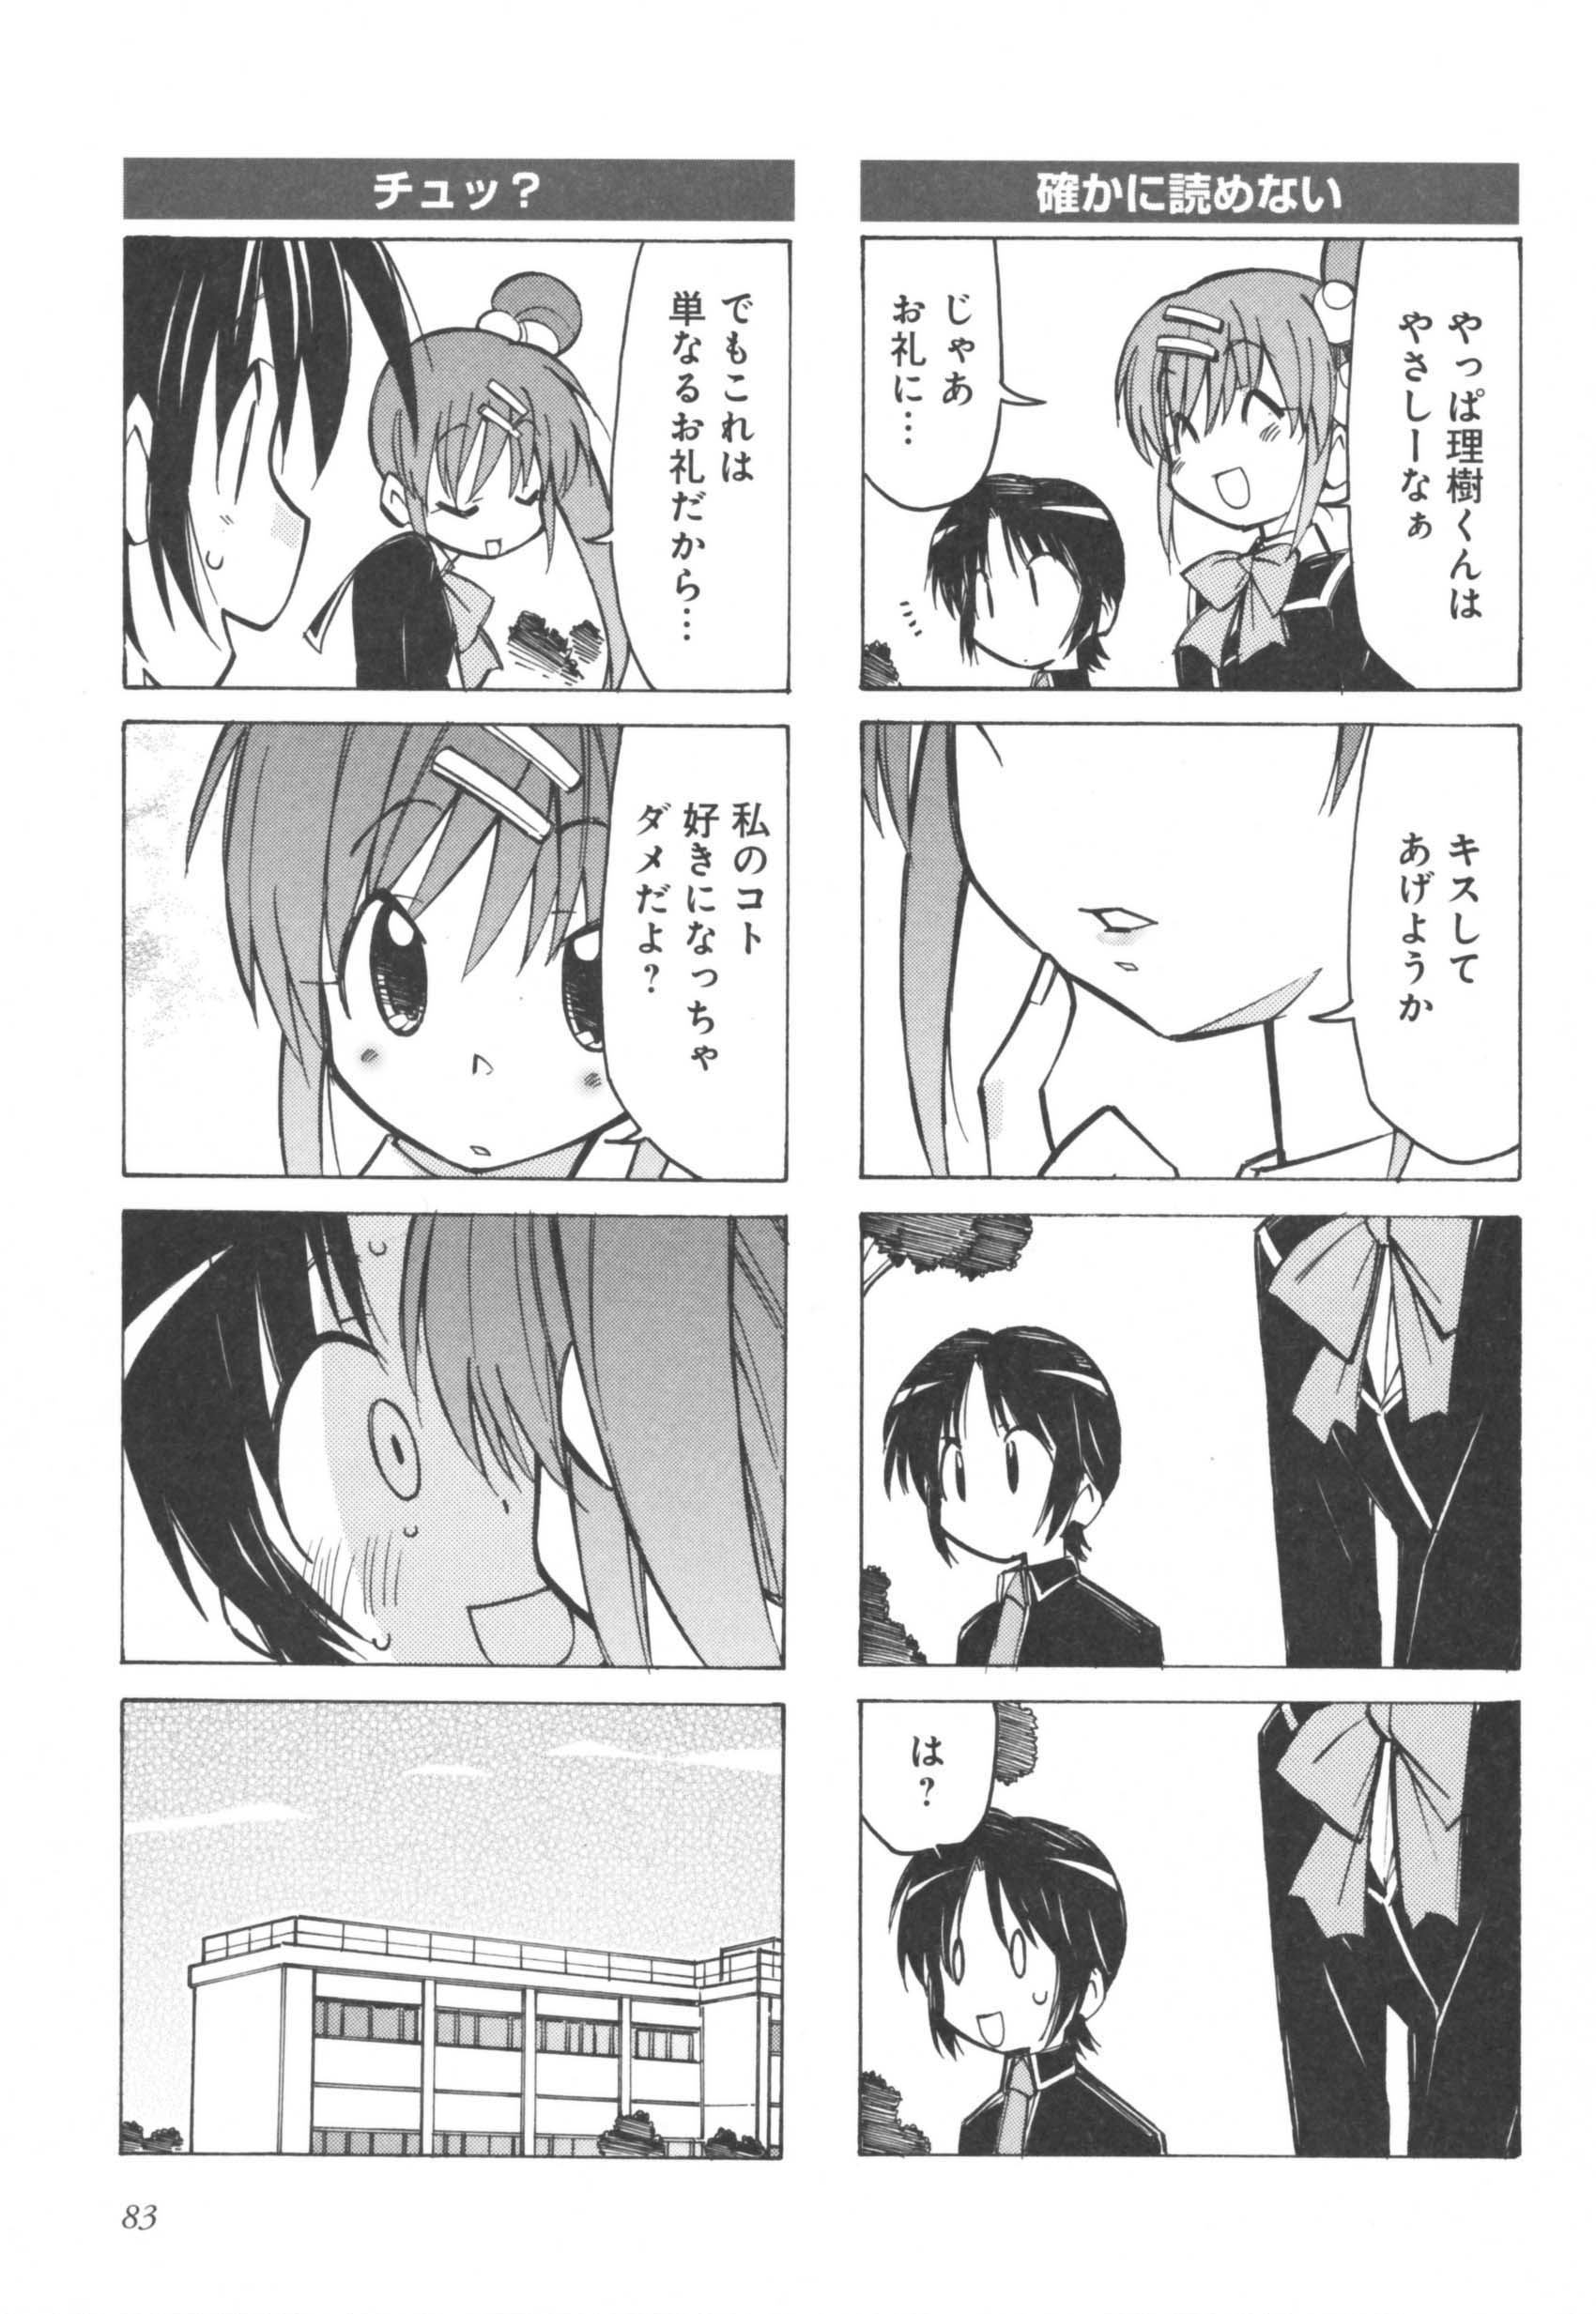 確かに読めない
やっぱ理樹くんは
やさしーなぁ
じゃあ
お礼に…
キスして
あげようか
は？
チュッ？
でもこれは
単なるお礼だから…
私のコト
好きになっちゃ
ダメだよ？
83